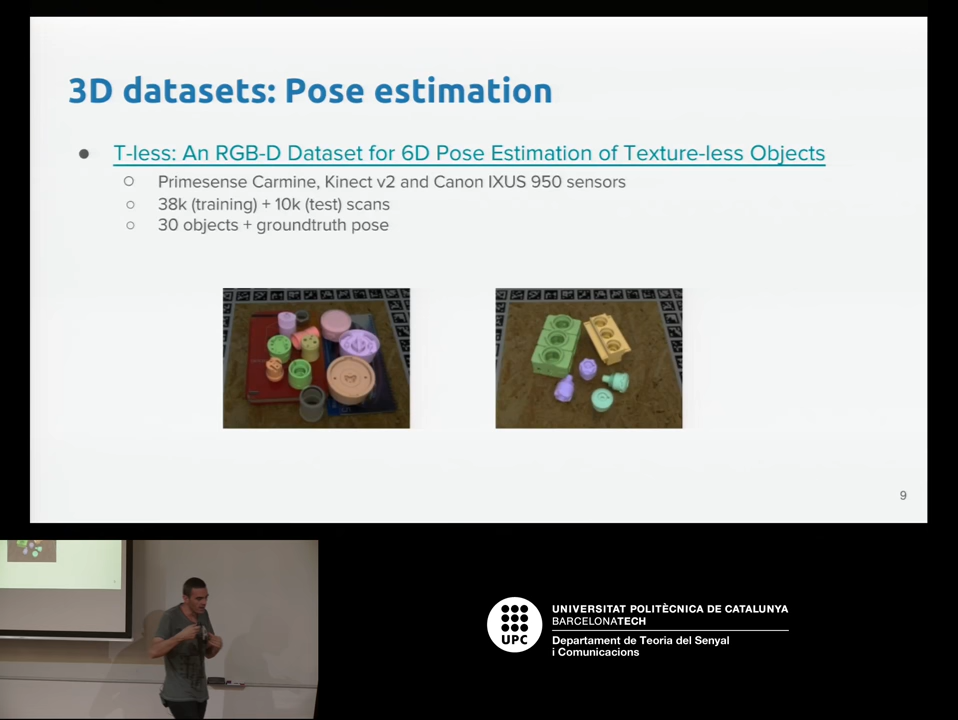 3D datasets: Pose estimation
● T-less: An RGB-D Dataset for 6D Pose Estimation of Texture-less Objects
○ Primesense Carmine, Kinect v2 and Canon IXUS 950 sensors
○ 38k (training) + 10k (test) scans
○ 30 objects + groundtruth pose
9
UPC
UNIVERSITAT POLITÈCNICA DE CATALUNYA
BARCELONATECH
Departament de Teoria del Senyal
i Comunicacions